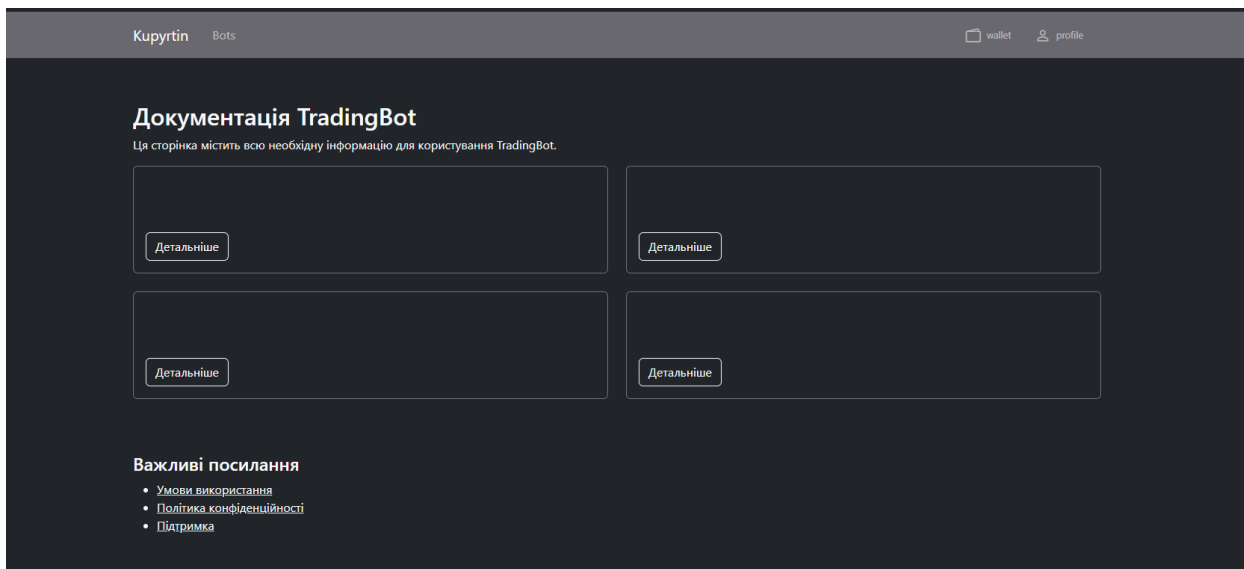 Kupyrtin Bots wallet profile
Документація TradingBot
Ця сторінка містить всю необхідну інформацію для користування TradingBot.
Детальніше Детальніше
Детальніше Детальніше
Важливі посилання
Умови використання
Політика конфіденційності
Підтримка